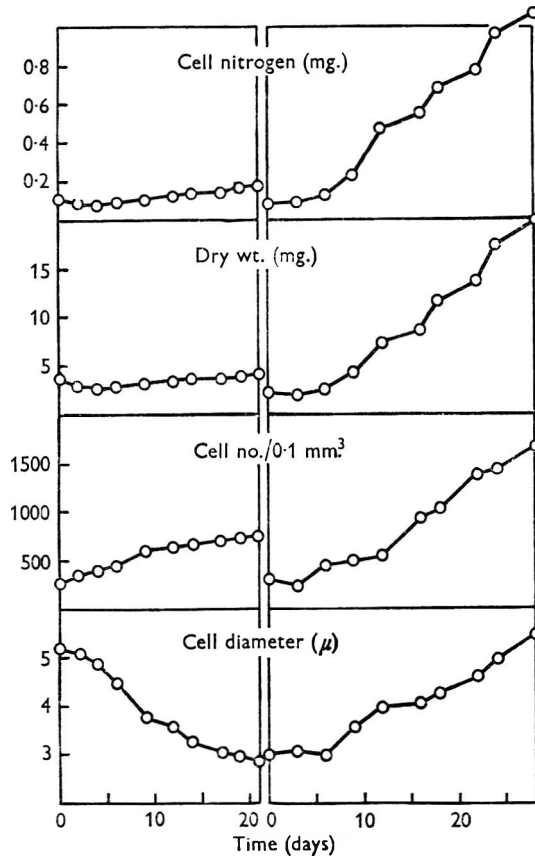 Cell nitrogen (mg.)
0·8
0·6
0·4
0·2
Dry wt. (mg.)
15
10
5
Cell no./0·1 mm.³
1500
1000
500
Cell diameter (μ)
5
4
3
0 10 20 0 10 20
Time (days)